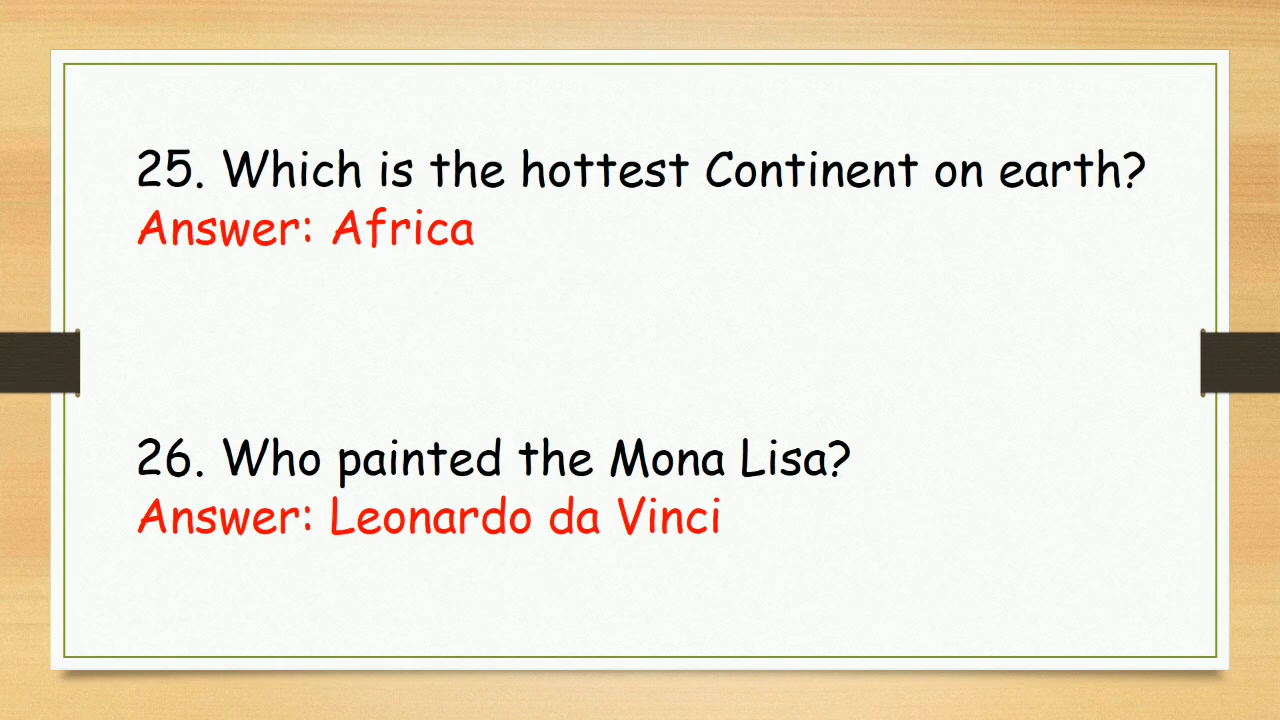 25. Which is the hottest Continent on earth?
Answer: Africa
26. Who painted the Mona Lisa?
Answer: Leonardo da Vinci